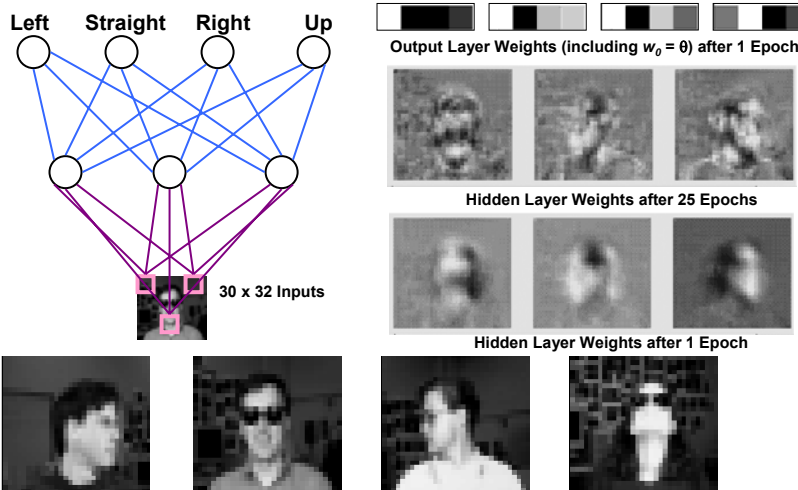 Left Straight Right Up
Output Layer Weights (including w₀ = θ) after 1 Epoch
Hidden Layer Weights after 25 Epochs
30 x 32 Inputs
Hidden Layer Weights after 1 Epoch